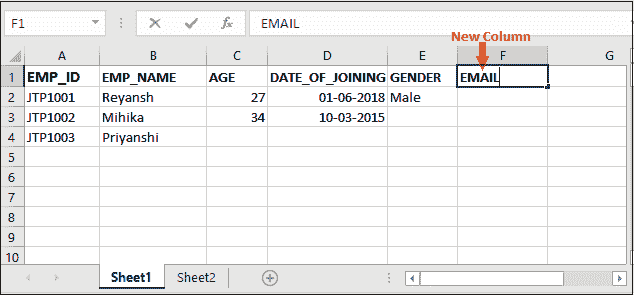 F1 EMAIL
New Column
A B C D E F G
1 EMP_ID EMP_NAME AGE DATE_OF_JOINING GENDER EMAIL
2 JTP1001 Reyansh 27 01-06-2018 Male
3 JTP1002 Mihika 34 10-03-2015
4 JTP1003 Priyanshi
5
6
7
8
9
10
Sheet1 Sheet2